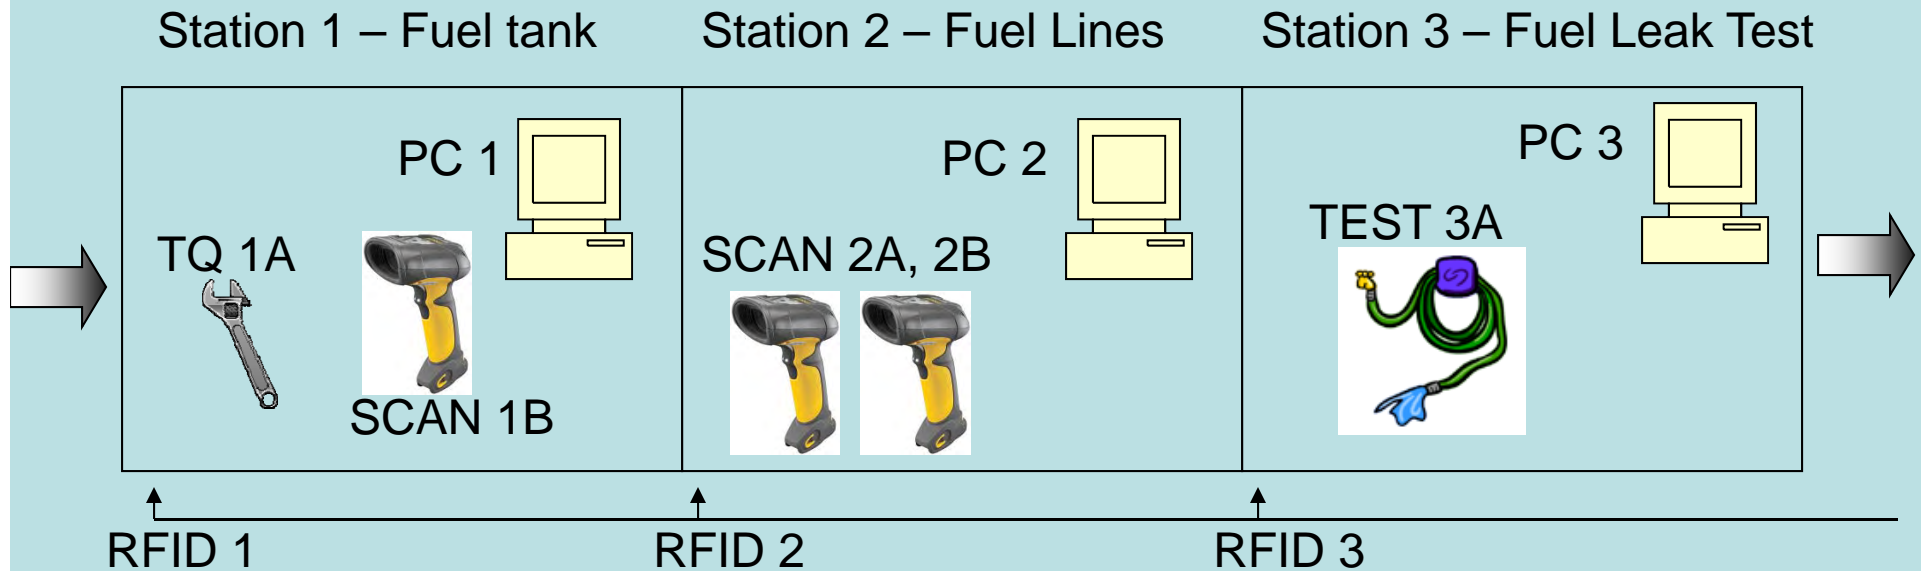 Station 1 – Fuel tank
Station 2 – Fuel Lines
Station 3 – Fuel Leak Test
PC 1
PC 2
PC 3
TQ 1A
SCAN 1B
SCAN 2A, 2B
TEST 3A
RFID 1
RFID 2
RFID 3